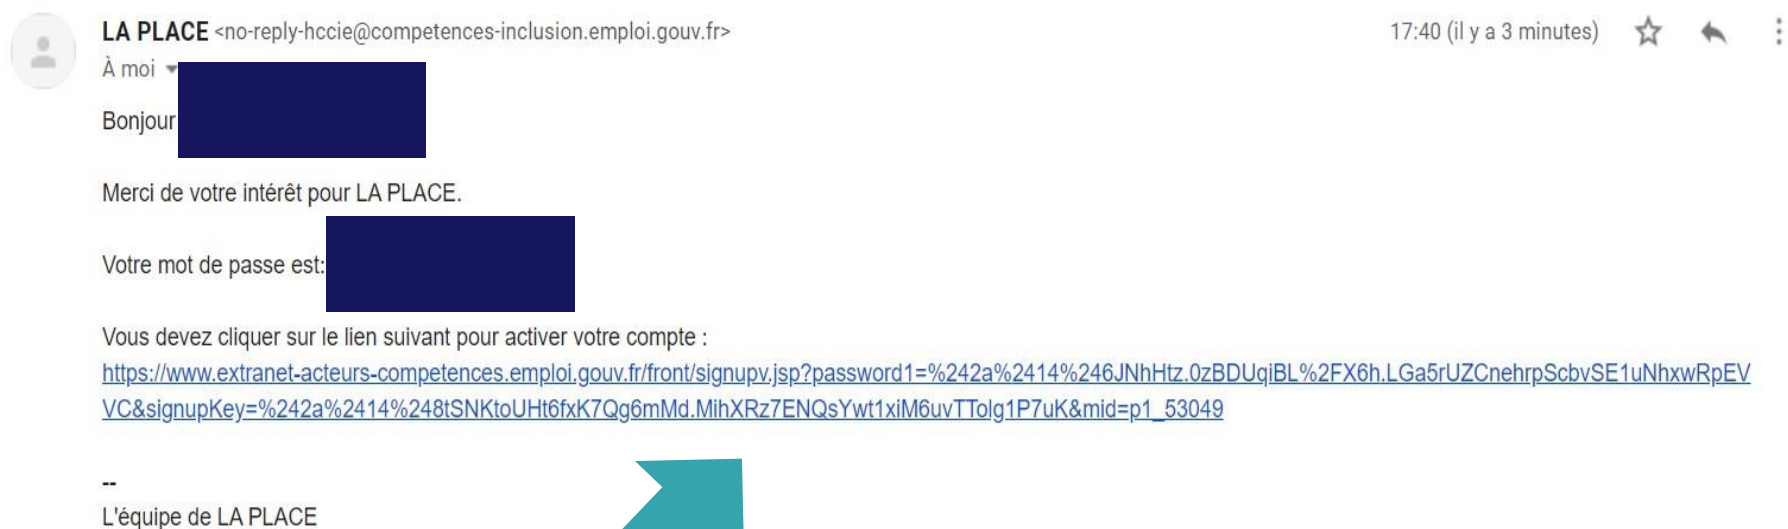 LA PLACE <no-reply-hccie@competences-inclusion.emploi.gouv.fr>
17:40 (il y a 3 minutes)
À moi
Bonjour
Merci de votre intérêt pour LA PLACE.
Votre mot de passe est:
Vous devez cliquer sur le lien suivant pour activer votre compte :
https://www.extranet-acteurs-competences.emploi.gouv.fr/front/signupv.jsp?password1=%242a%2414%246JNhHtz.0zBDUqiBL%2FX6h.LGa5rUZCnehrpScbvSE1uNhxwRpEV
VC&signupKey=%242a%2414%248tSNKtoUHt6fxK7Qg6mMd.MihXRz7ENQsYwt1xiM6uvTTolg1P7uK&mid=p1_53049
--
L'équipe de LA PLACE